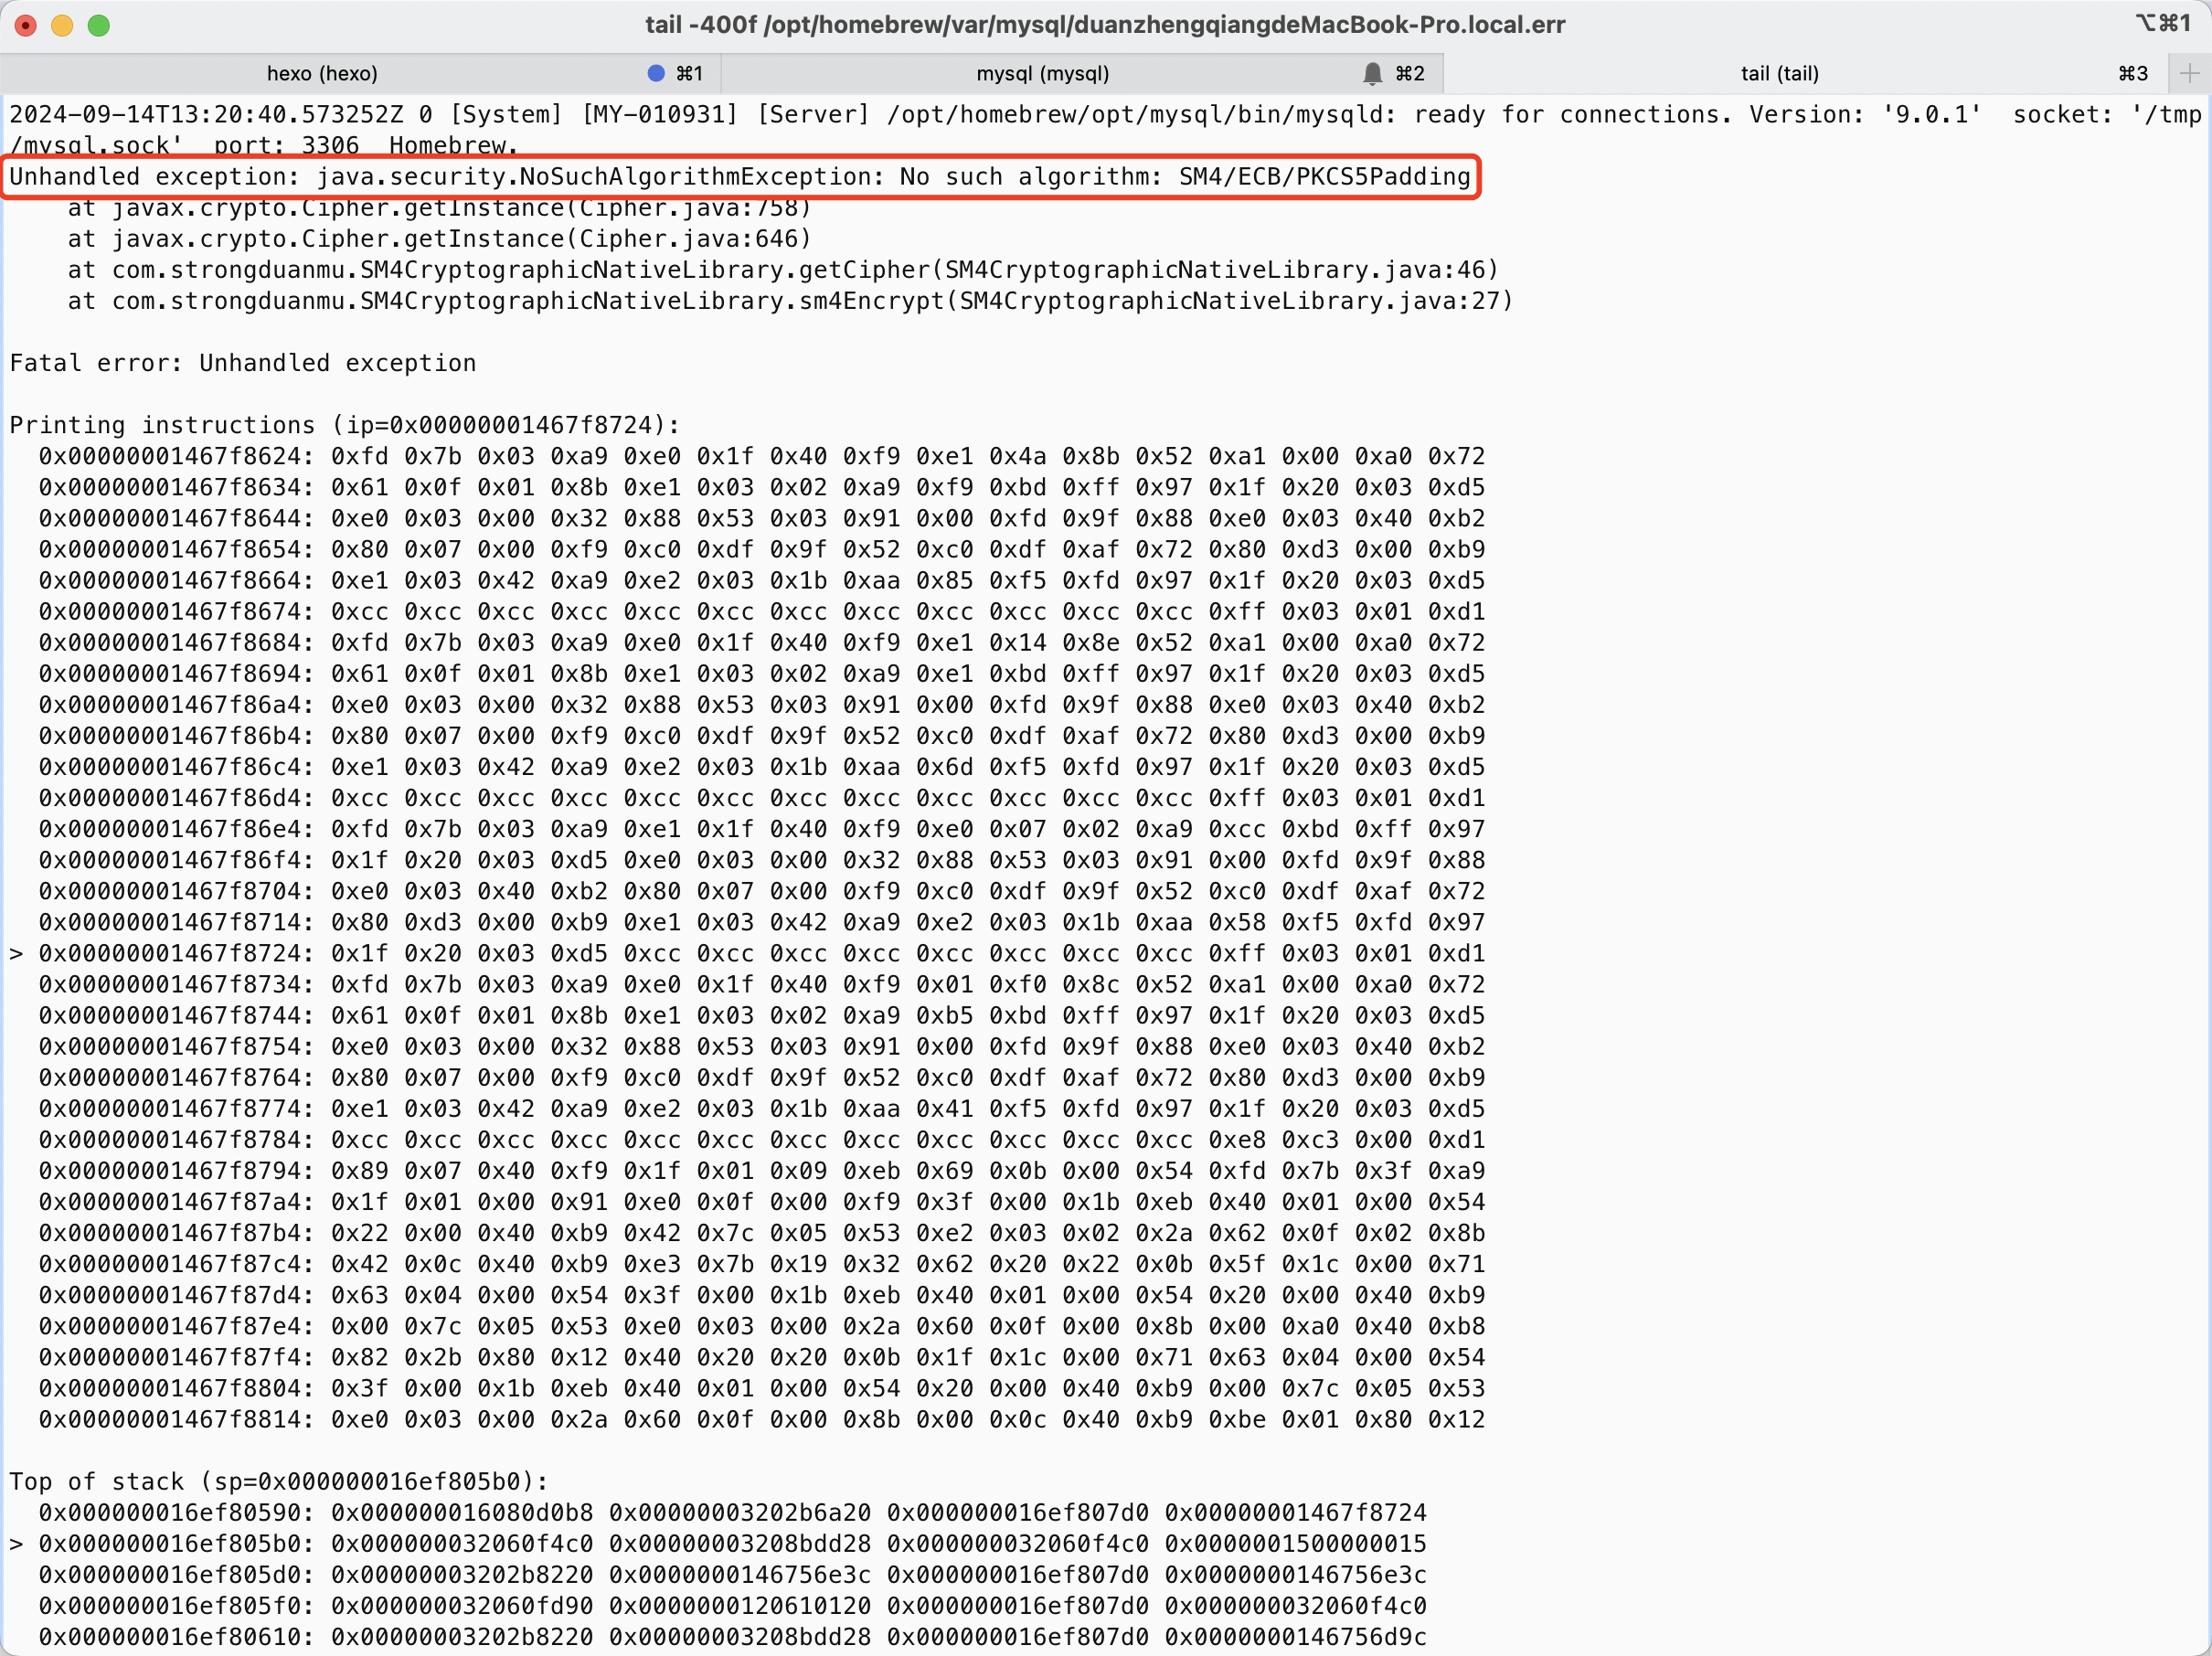 tail -400f /opt/homebrew/var/mysql/duanzhengqiangdeMacBook-Pro.local.err
⌥⌘1
hexo (hexo) ⌘1 mysql (mysql) ⌘2 tail (tail) ⌘3
2024-09-14T13:20:40.573252Z 0 [System] [MY-010931] [Server] /opt/homebrew/opt/mysql/bin/mysqld: ready for connections. Version: '9.0.1'  socket: '/tmp
/mysql.sock'  port: 3306  Homebrew.
Unhandled exception: java.security.NoSuchAlgorithmException: No such algorithm: SM4/ECB/PKCS5Padding
    at javax.crypto.Cipher.getInstance(Cipher.java:758)
    at javax.crypto.Cipher.getInstance(Cipher.java:646)
    at com.strongduanmu.SM4CryptographicNativeLibrary.getCipher(SM4CryptographicNativeLibrary.java:46)
    at com.strongduanmu.SM4CryptographicNativeLibrary.sm4Encrypt(SM4CryptographicNativeLibrary.java:27)
Fatal error: Unhandled exception
Printing instructions (ip=0x00000001467f8724):
  0x00000001467f8624: 0xfd 0x7b 0x03 0xa9 0xe0 0x1f 0x40 0xf9 0xe1 0x4a 0x8b 0x52 0xa1 0x00 0xa0 0x72
  0x00000001467f8634: 0x61 0x0f 0x01 0x8b 0xe1 0x03 0x02 0xa9 0xf9 0xbd 0xff 0x97 0x1f 0x20 0x03 0xd5
  0x00000001467f8644: 0xe0 0x03 0x00 0x32 0x88 0x53 0x03 0x91 0x00 0xfd 0x9f 0x88 0xe0 0x03 0x40 0xb2
  0x00000001467f8654: 0x80 0x07 0x00 0xf9 0xc0 0xdf 0x9f 0x52 0xc0 0xdf 0xaf 0x72 0x80 0xd3 0x00 0xb9
  0x00000001467f8664: 0xe1 0x03 0x42 0xa9 0xe2 0x03 0x1b 0xaa 0x85 0xf5 0xfd 0x97 0x1f 0x20 0x03 0xd5
  0x00000001467f8674: 0xcc 0xcc 0xcc 0xcc 0xcc 0xcc 0xcc 0xcc 0xcc 0xcc 0xcc 0xcc 0xff 0x03 0x01 0xd1
  0x00000001467f8684: 0xfd 0x7b 0x03 0xa9 0xe0 0x1f 0x40 0xf9 0xe1 0x14 0x8e 0x52 0xa1 0x00 0xa0 0x72
  0x00000001467f8694: 0x61 0x0f 0x01 0x8b 0xe1 0x03 0x02 0xa9 0xe1 0xbd 0xff 0x97 0x1f 0x20 0x03 0xd5
  0x00000001467f86a4: 0xe0 0x03 0x00 0x32 0x88 0x53 0x03 0x91 0x00 0xfd 0x9f 0x88 0xe0 0x03 0x40 0xb2
  0x00000001467f86b4: 0x80 0x07 0x00 0xf9 0xc0 0xdf 0x9f 0x52 0xc0 0xdf 0xaf 0x72 0x80 0xd3 0x00 0xb9
  0x00000001467f86c4: 0xe1 0x03 0x42 0xa9 0xe2 0x03 0x1b 0xaa 0x6d 0xf5 0xfd 0x97 0x1f 0x20 0x03 0xd5
  0x00000001467f86d4: 0xcc 0xcc 0xcc 0xcc 0xcc 0xcc 0xcc 0xcc 0xcc 0xcc 0xcc 0xcc 0xff 0x03 0x01 0xd1
  0x00000001467f86e4: 0xfd 0x7b 0x03 0xa9 0xe1 0x1f 0x40 0xf9 0xe0 0x07 0x02 0xa9 0xcc 0xbd 0xff 0x97
  0x00000001467f86f4: 0x1f 0x20 0x03 0xd5 0xe0 0x03 0x00 0x32 0x88 0x53 0x03 0x91 0x00 0xfd 0x9f 0x88
  0x00000001467f8704: 0xe0 0x03 0x40 0xb2 0x80 0x07 0x00 0xf9 0xc0 0xdf 0x9f 0x52 0xc0 0xdf 0xaf 0x72
  0x00000001467f8714: 0x80 0xd3 0x00 0xb9 0xe1 0x03 0x42 0xa9 0xe2 0x03 0x1b 0xaa 0x58 0xf5 0xfd 0x97
> 0x00000001467f8724: 0x1f 0x20 0x03 0xd5 0xcc 0xcc 0xcc 0xcc 0xcc 0xcc 0xcc 0xcc 0xff 0x03 0x01 0xd1
  0x00000001467f8734: 0xfd 0x7b 0x03 0xa9 0xe0 0x1f 0x40 0xf9 0x01 0xf0 0x8c 0x52 0xa1 0x00 0xa0 0x72
  0x00000001467f8744: 0x61 0x0f 0x01 0x8b 0xe1 0x03 0x02 0xa9 0xb5 0xbd 0xff 0x97 0x1f 0x20 0x03 0xd5
  0x00000001467f8754: 0xe0 0x03 0x00 0x32 0x88 0x53 0x03 0x91 0x00 0xfd 0x9f 0x88 0xe0 0x03 0x40 0xb2
  0x00000001467f8764: 0x80 0x07 0x00 0xf9 0xc0 0xdf 0x9f 0x52 0xc0 0xdf 0xaf 0x72 0x80 0xd3 0x00 0xb9
  0x00000001467f8774: 0xe1 0x03 0x42 0xa9 0xe2 0x03 0x1b 0xaa 0x41 0xf5 0xfd 0x97 0x1f 0x20 0x03 0xd5
  0x00000001467f8784: 0xcc 0xcc 0xcc 0xcc 0xcc 0xcc 0xcc 0xcc 0xcc 0xcc 0xcc 0xcc 0xe8 0xc3 0x00 0xd1
  0x00000001467f8794: 0x89 0x07 0x40 0xf9 0x1f 0x01 0x09 0xeb 0x69 0x0b 0x00 0x54 0xfd 0x7b 0x3f 0xa9
  0x00000001467f87a4: 0x1f 0x01 0x00 0x91 0xe0 0x0f 0x00 0xf9 0x3f 0x00 0x1b 0xeb 0x40 0x01 0x00 0x54
  0x00000001467f87b4: 0x22 0x00 0x40 0xb9 0x42 0x7c 0x05 0x53 0xe2 0x03 0x02 0x2a 0x62 0x0f 0x02 0x8b
  0x00000001467f87c4: 0x42 0x0c 0x40 0xb9 0xe3 0x7b 0x19 0x32 0x62 0x20 0x22 0x0b 0x5f 0x1c 0x00 0x71
  0x00000001467f87d4: 0x63 0x04 0x00 0x54 0x3f 0x00 0x1b 0xeb 0x40 0x01 0x00 0x54 0x20 0x00 0x40 0xb9
  0x00000001467f87e4: 0x00 0x7c 0x05 0x53 0xe0 0x03 0x00 0x2a 0x60 0x0f 0x00 0x8b 0x00 0xa0 0x40 0xb8
  0x00000001467f87f4: 0x82 0x2b 0x80 0x12 0x40 0x20 0x20 0x0b 0x1f 0x1c 0x00 0x71 0x63 0x04 0x00 0x54
  0x00000001467f8804: 0x3f 0x00 0x1b 0xeb 0x40 0x01 0x00 0x54 0x20 0x00 0x40 0xb9 0x00 0x7c 0x05 0x53
  0x00000001467f8814: 0xe0 0x03 0x00 0x2a 0x60 0x0f 0x00 0x8b 0x00 0x0c 0x40 0xb9 0xbe 0x01 0x80 0x12
Top of stack (sp=0x000000016ef805b0):
  0x000000016ef80590: 0x000000016080d0b8 0x00000003202b6a20 0x000000016ef807d0 0x00000001467f8724
> 0x000000016ef805b0: 0x000000032060f4c0 0x00000003208bdd28 0x000000032060f4c0 0x0000001500000015
  0x000000016ef805d0: 0x00000003202b8220 0x0000000146756e3c 0x000000016ef807d0 0x0000000146756e3c
  0x000000016ef805f0: 0x000000032060fd90 0x0000000120610120 0x000000016ef807d0 0x000000032060f4c0
  0x000000016ef80610: 0x00000003202b8220 0x00000003208bdd28 0x000000016ef807d0 0x0000000146756d9c